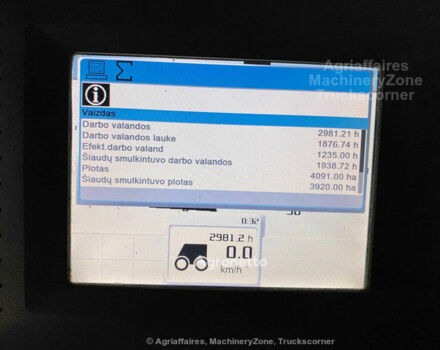 Agriaffaires
MachineryZone
Truckscorner
Σ
i
Vaizdas
Darbo valandos 2981.21 h
Darbo valandos lauke 1876.74 h
Efekt.darbo valand 1235.00 h
Šiaudų smulkintuvo darbo valandos 1938.72 h
Plotas 4091.00 ha
Šiaudų smulkintuvo plotas 3920.00 ha
0:32
2981.2 h
0.0
km/h
Agronetto
© Agriaffaires, MachineryZone, Truckscorner